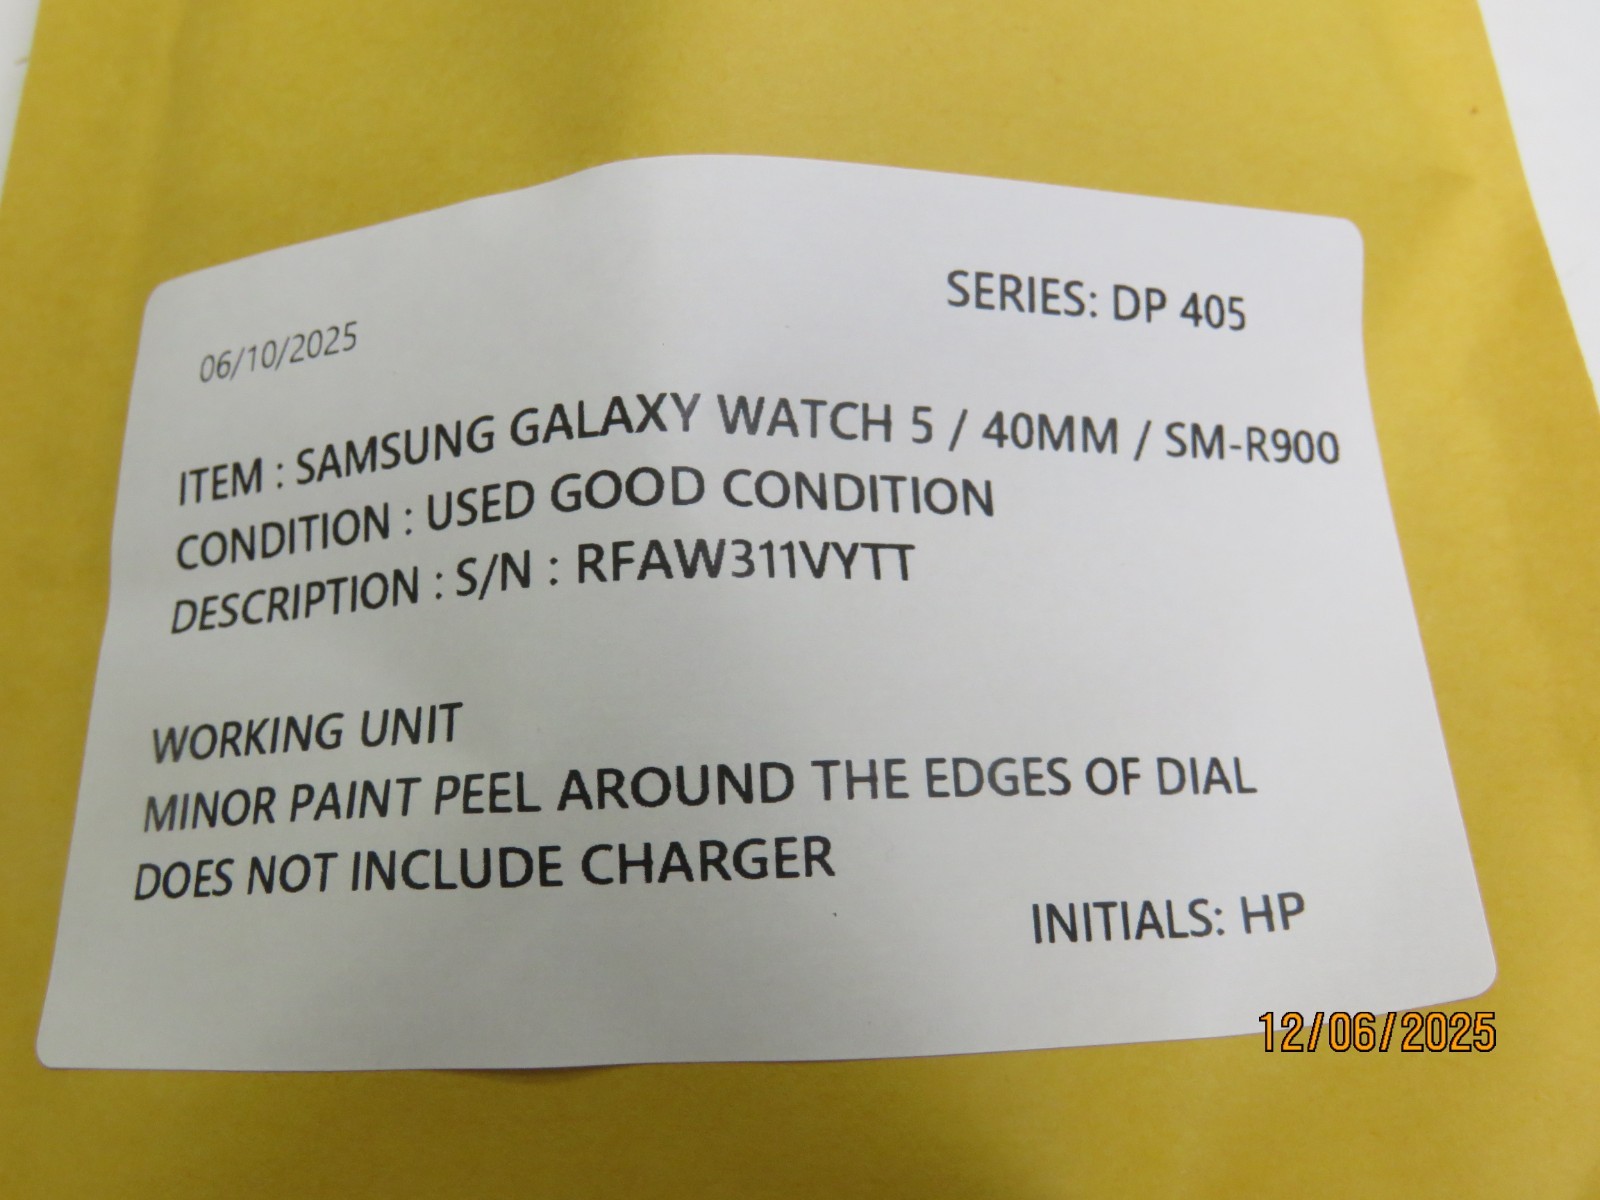 SERIES: DP 405
06/10/2025
ITEM : SAMSUNG GALAXY WATCH 5 / 40MM / SM-R900
CONDITION : USED GOOD CONDITION
DESCRIPTION : S/N : RFAW311VYTT
WORKING UNIT
MINOR PAINT PEEL AROUND THE EDGES OF DIAL
DOES NOT INCLUDE CHARGER
INITIALS: HP
12/06/2025